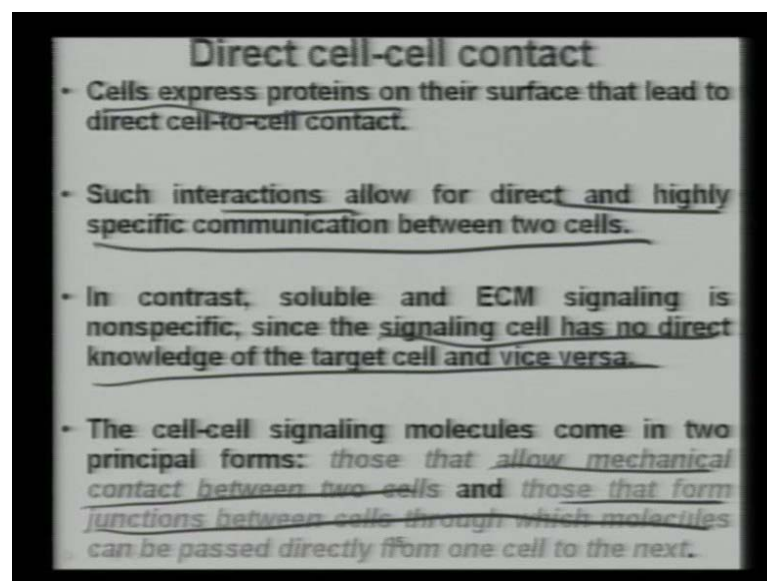 Direct cell-cell contact
• Cells express proteins on their surface that lead to
direct cell-to-cell contact.
• Such interactions allow for direct and highly
specific communication between two cells.
• In contrast, soluble and ECM signaling is
nonspecific, since the signaling cell has no direct
knowledge of the target cell and vice versa.
• The cell-cell signaling molecules come in two
principal forms: those that allow mechanical
contact between two cells and those that form
junctions between cells through which molecules
can be passed directly from one cell to the next.